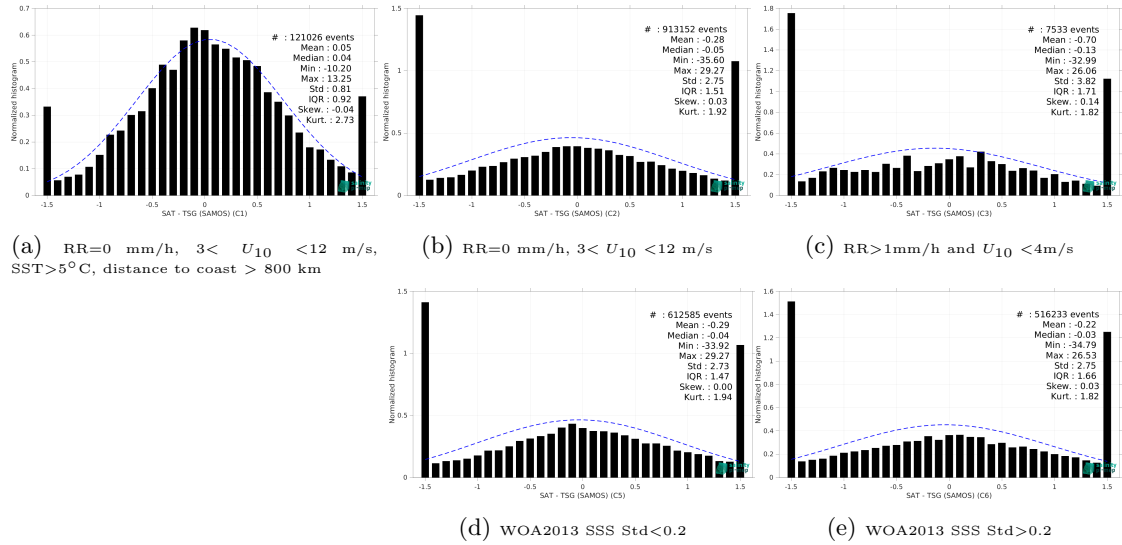 # : 121026 events
Mean : 0.05
Median : 0.04
Min : -10.20
Max : 13.25
Std : 0.81
IQR : 0.92
Skew. : -0.04
Kurt. : 2.73
Normalized histogram
0.7
0.6
0.5
0.4
0.3
0.2
0.1
0
-1.5 -1 -0.5 0 0.5 1 1.5
SAT - TSG (SAMOS) (C1)
(a) RR=0 mm/h, 3< U10 <12 m/s,
SST>5°C, distance to coast > 800 km
# : 913152 events
Mean : -0.28
Median : -0.05
Min : -35.60
Max : 29.27
Std : 2.75
IQR : 1.51
Skew. : 0.03
Kurt. : 1.92
Normalized histogram
1.5
1
0.5
0
-1.5 -1 -0.5 0 0.5 1 1.5
SAT - TSG (SAMOS) (C2)
(b) RR=0 mm/h, 3< U10 <12 m/s
# : 7533 events
Mean : -0.70
Median : -0.13
Min : -32.99
Max : 26.06
Std : 3.82
IQR : 1.71
Skew. : 0.14
Kurt. : 1.82
Normalized histogram
1.8
1.6
1.4
1.2
1
0.8
0.6
0.4
0.2
0
-1.5 -1 -0.5 0 0.5 1 1.5
SAT - TSG (SAMOS) (C3)
(c) RR>1mm/h and U10 <4m/s
# : 612585 events
Mean : -0.29
Median : -0.04
Min : -33.92
Max : 29.27
Std : 2.73
IQR : 1.47
Skew. : 0.00
Kurt. : 1.94
Normalized histogram
1.5
1
0.5
0
-1.5 -1 -0.5 0 0.5 1 1.5
SAT - TSG (SAMOS) (C5)
(d) WOA2013 SSS Std<0.2
# : 516233 events
Mean : -0.22
Median : -0.03
Min : -34.79
Max : 26.53
Std : 2.75
IQR : 1.66
Skew. : 0.03
Kurt. : 1.82
Normalized histogram
1.6
1.4
1.2
1
0.8
0.6
0.4
0.2
0
-1.5 -1 -0.5 0 0.5 1 1.5
SAT - TSG (SAMOS) (C6)
(e) WOA2013 SSS Std>0.2